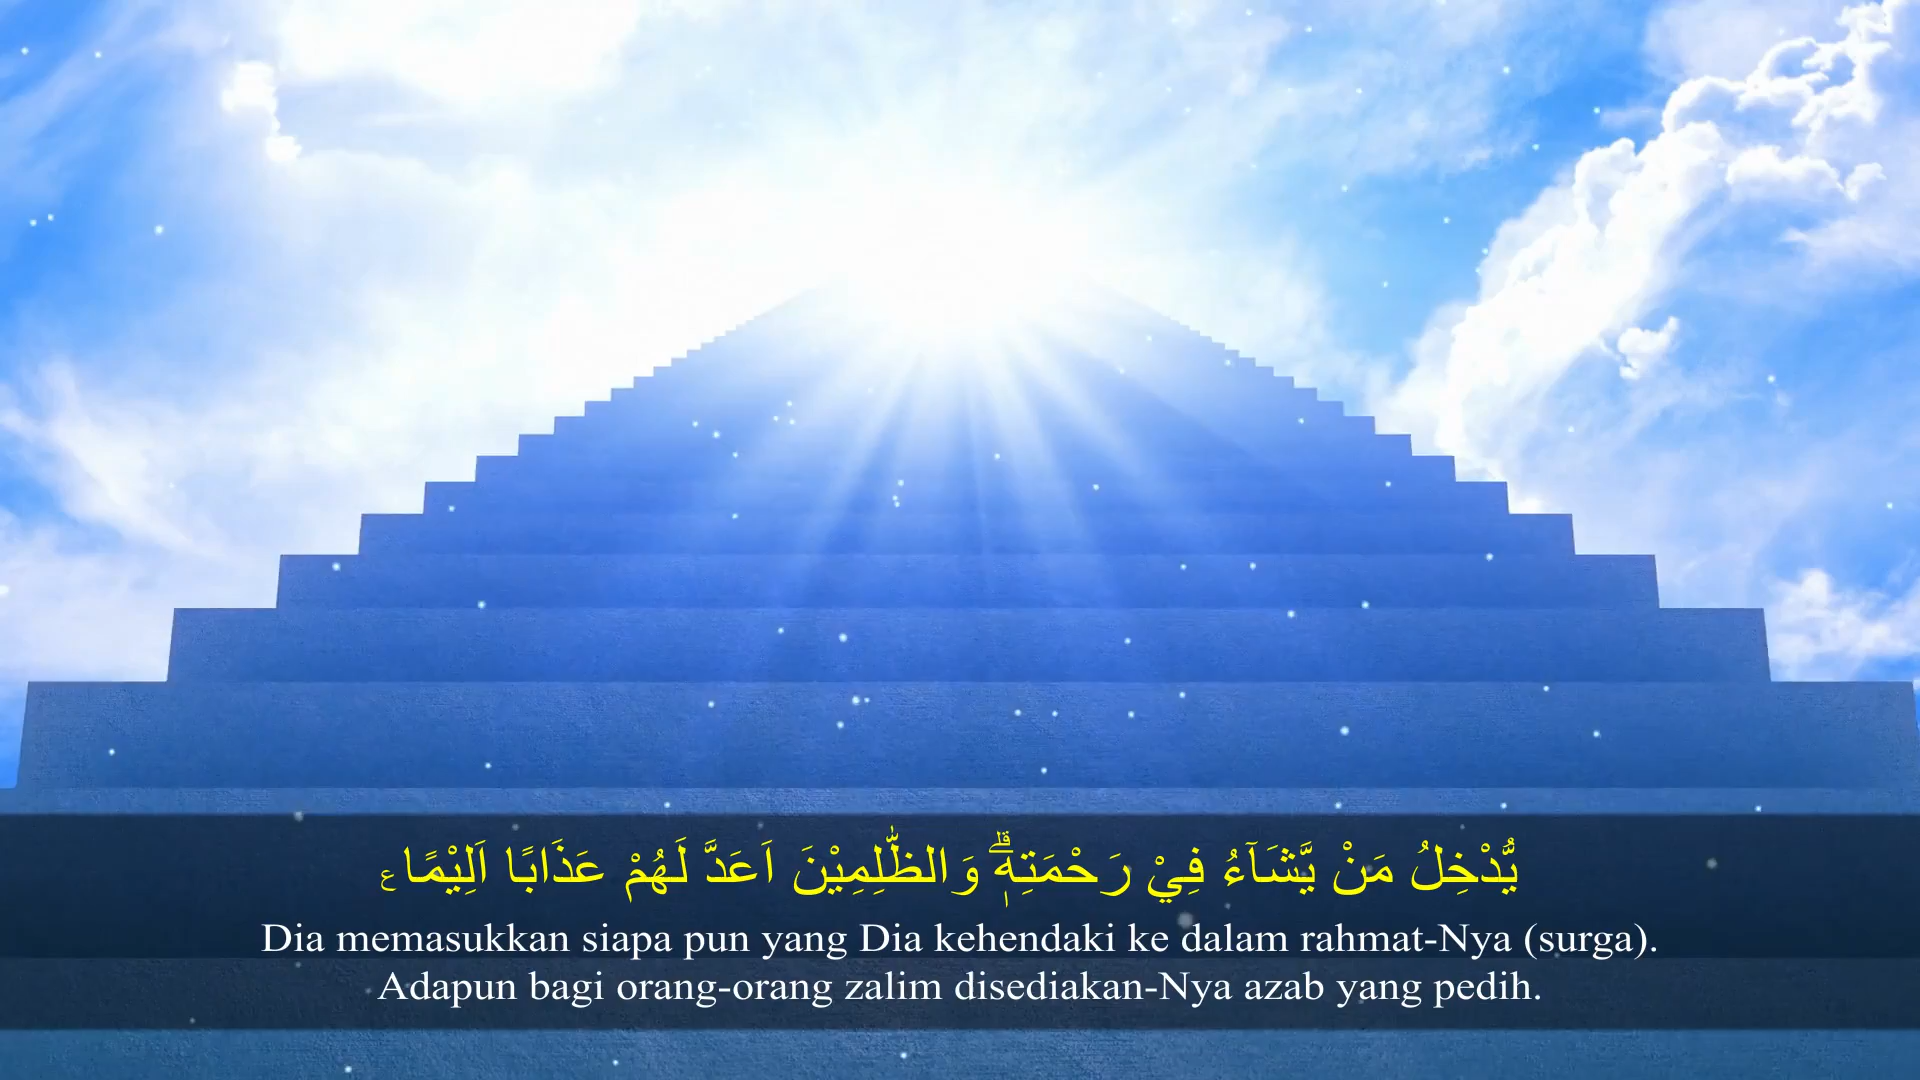 يُّدْخِلُ مَنْ يَّشَاۤءُ فِيْ رَحْمَتِهٖۗ وَالظّٰلِمِيْنَ اَعَدَّ لَهُمْ عَذَابًا اَلِيْمًا ࣖ
Dia memasukkan siapa pun yang Dia kehendaki ke dalam rahmat-Nya (surga).
Adapun bagi orang-orang zalim disediakan-Nya azab yang pedih.